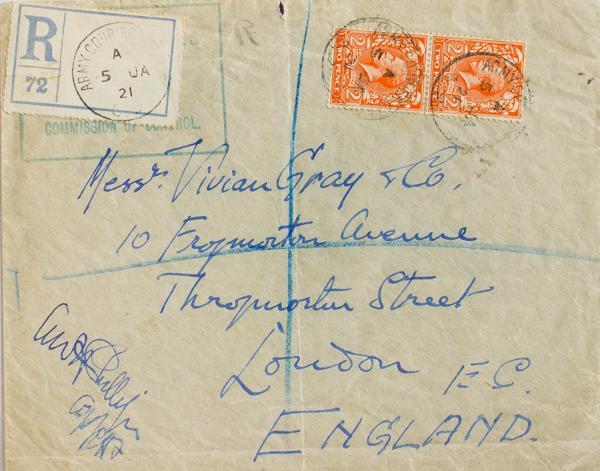 R
72
ARMY COURIER
A
5 JA
21
COMMISSION OF CONTROL.
R
Messrs. Vivian Gray & Co.
10 Frogmorton Avenue
Throgmorton Street
London E.C.
ENGLAND.